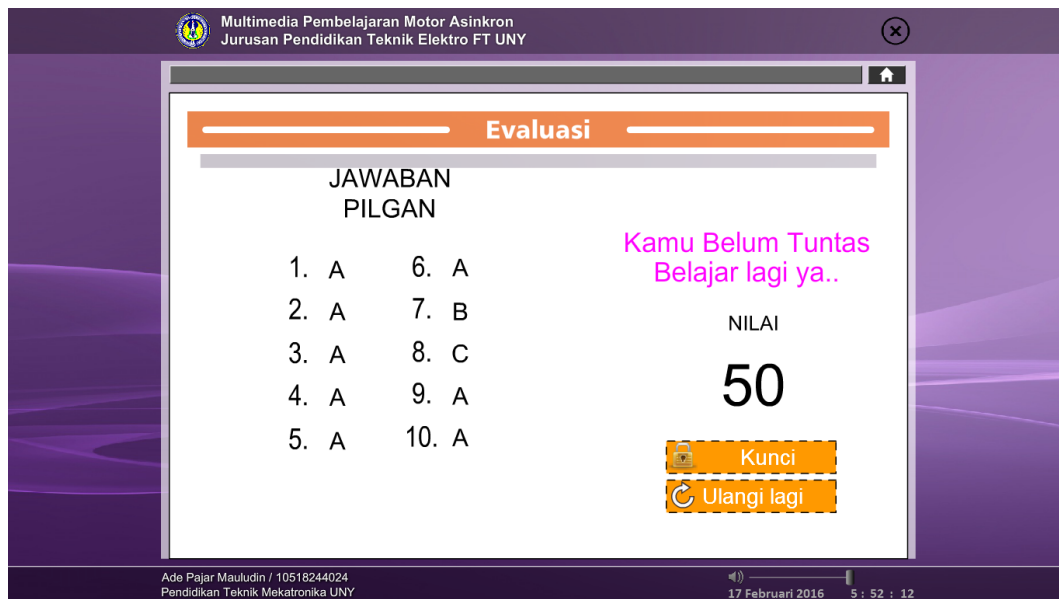 Multimedia Pembelajaran Motor Asinkron
Jurusan Pendidikan Teknik Elektro FT UNY
Evaluasi
JAWABAN
PILGAN
1. A
2. A
3. A
4. A
5. A
6. A
7. B
8. C
9. A
10. A
Kamu Belum Tuntas
Belajar lagi ya..
NILAI
50
Kunci
Ulangi lagi
Ade Pajar Mauludin / 10518244024
Pendidikan Teknik Mekatronika UNY
17 Februari 2016 5 : 52 : 12